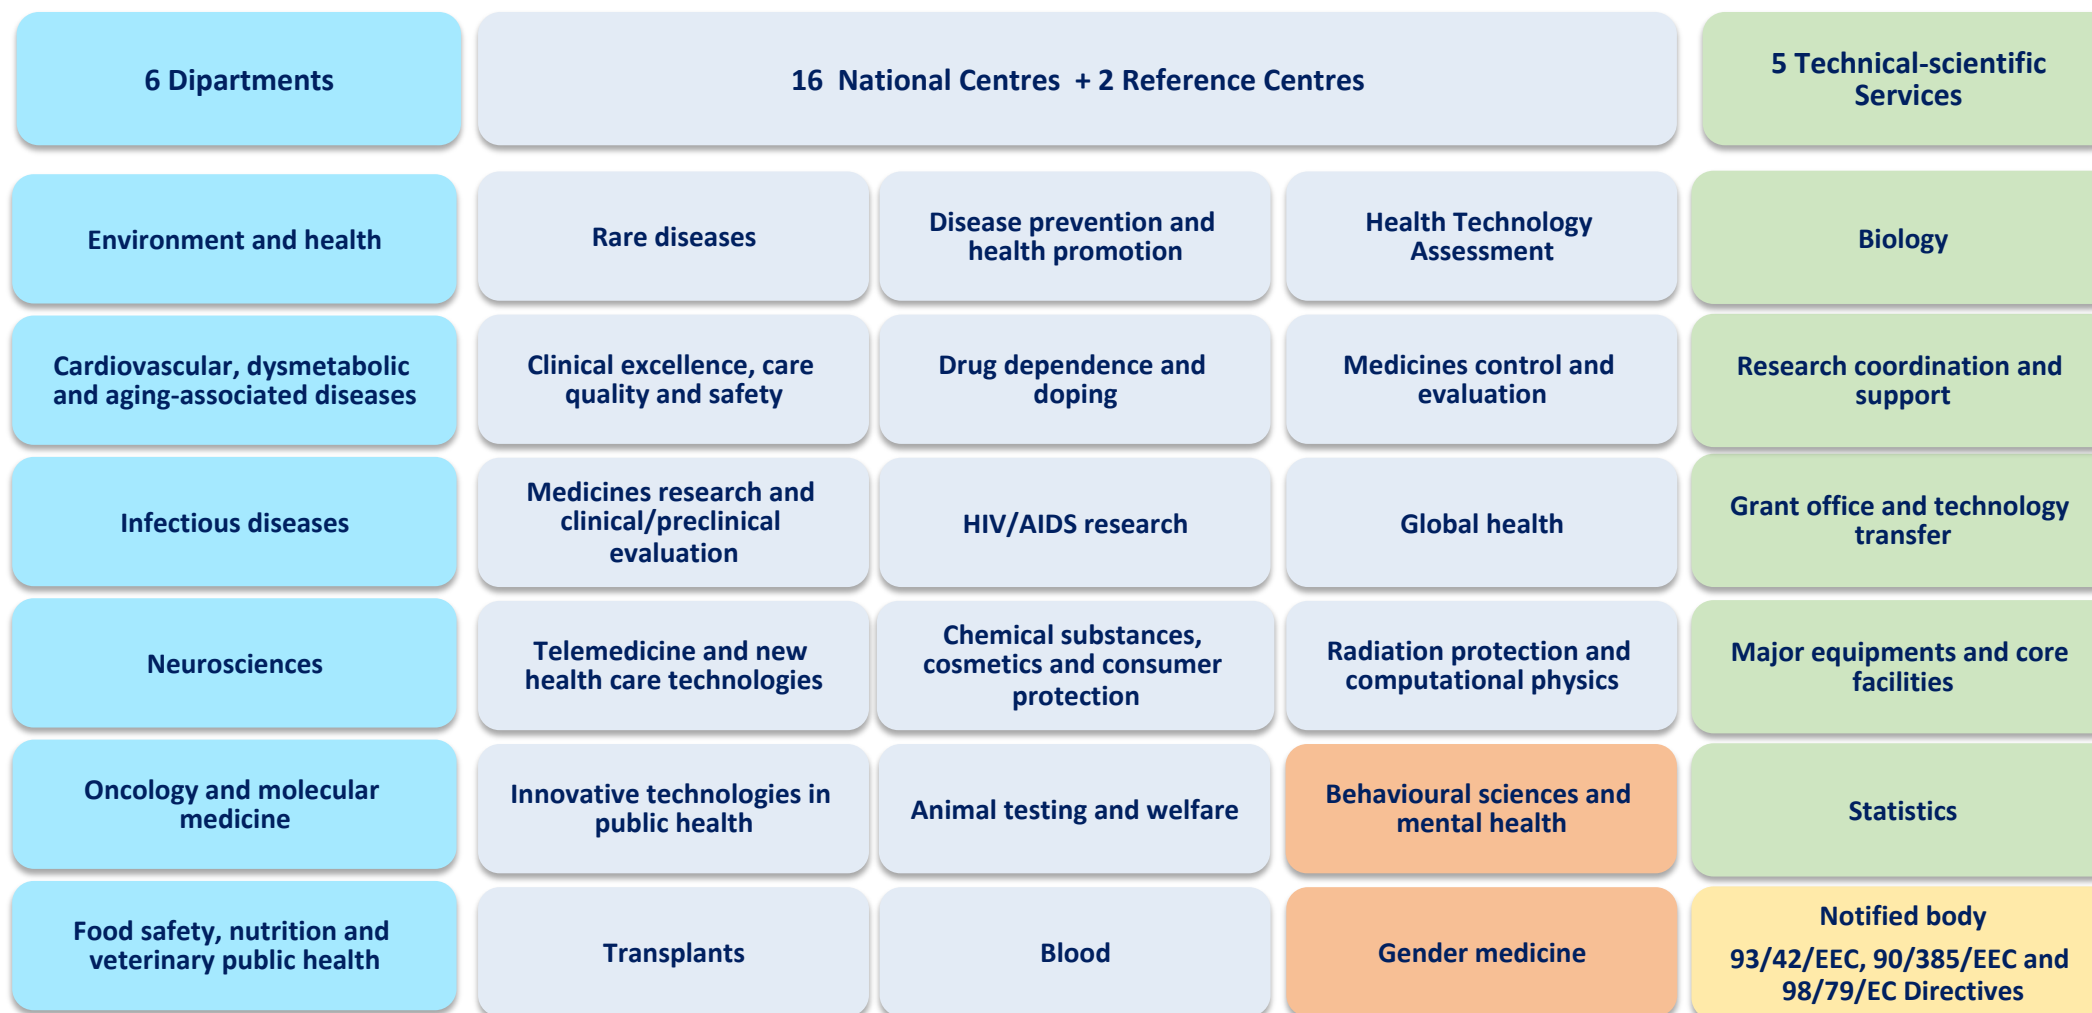 6 Dipartments
16 National Centres + 2 Reference Centres
5 Technical-scientific
Services
Environment and health
Rare diseases
Disease prevention and
health promotion
Health Technology
Assessment
Biology
Cardiovascular, dysmetabolic
and aging-associated diseases
Clinical excellence, care
quality and safety
Drug dependence and
doping
Medicines control and
evaluation
Research coordination and
support
Infectious diseases
Medicines research and
clinical/preclinical
evaluation
HIV/AIDS research
Global health
Grant office and technology
transfer
Neurosciences
Telemedicine and new
health care technologies
Chemical substances,
cosmetics and consumer
protection
Radiation protection and
computational physics
Major equipments and core
facilities
Oncology and molecular
medicine
Innovative technologies in
public health
Animal testing and welfare
Behavioural sciences and
mental health
Statistics
Food safety, nutrition and
veterinary public health
Transplants
Blood
Gender medicine
Notified body
93/42/EEC, 90/385/EEC and
98/79/EC Directives